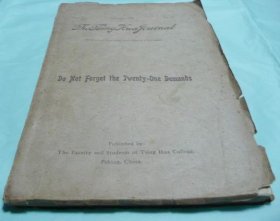 The Tsing Hua Journal
Do Not Forget the Twenty-One Demands
Published by:
The Faculty and Students of Tsing Hua College
Peking, China.